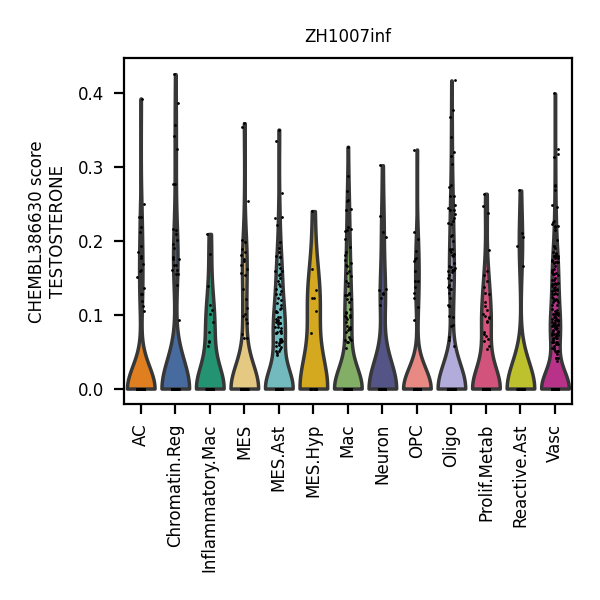 ZH1007inf
CHEMBL386630 score
TESTOSTERONE
0.4
0.3
0.2
0.1
0.0
AC
Chromatin.Reg
Inflammatory.Mac
MES
MES.Ast
MES.Hyp
Mac
Neuron
OPC
Oligo
Prolif.Metab
Reactive.Ast
Vasc